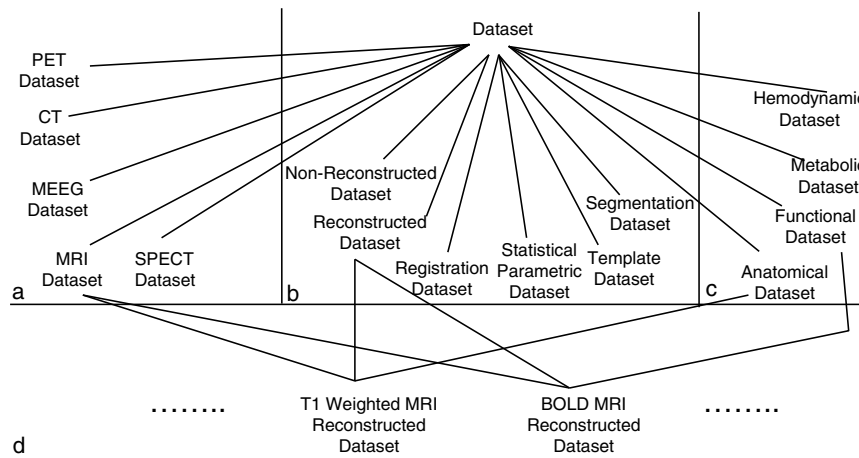 Dataset
PET
Dataset
CT
Dataset
MEEG
Dataset
MRI
Dataset
SPECT
Dataset
a
Non-Reconstructed
Dataset
Reconstructed
Dataset
Registration
Dataset
Statistical
Parametric
Dataset
Template
Dataset
Segmentation
Dataset
b
Hemodynamic
Dataset
Metabolic
Dataset
Functional
Dataset
Anatomical
Dataset
c
........
T1 Weighted MRI
Reconstructed
Dataset
BOLD MRI
Reconstructed
Dataset
........
d